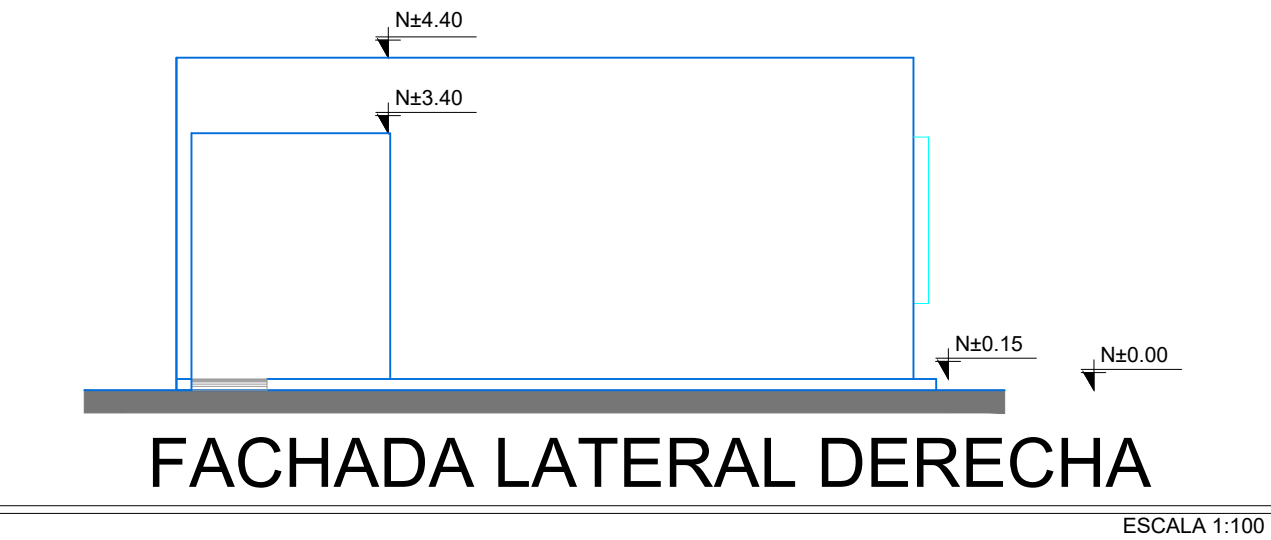 N±4.40
N±3.40
N±0.15
N±0.00
FACHADA LATERAL DERECHA
ESCALA 1:100